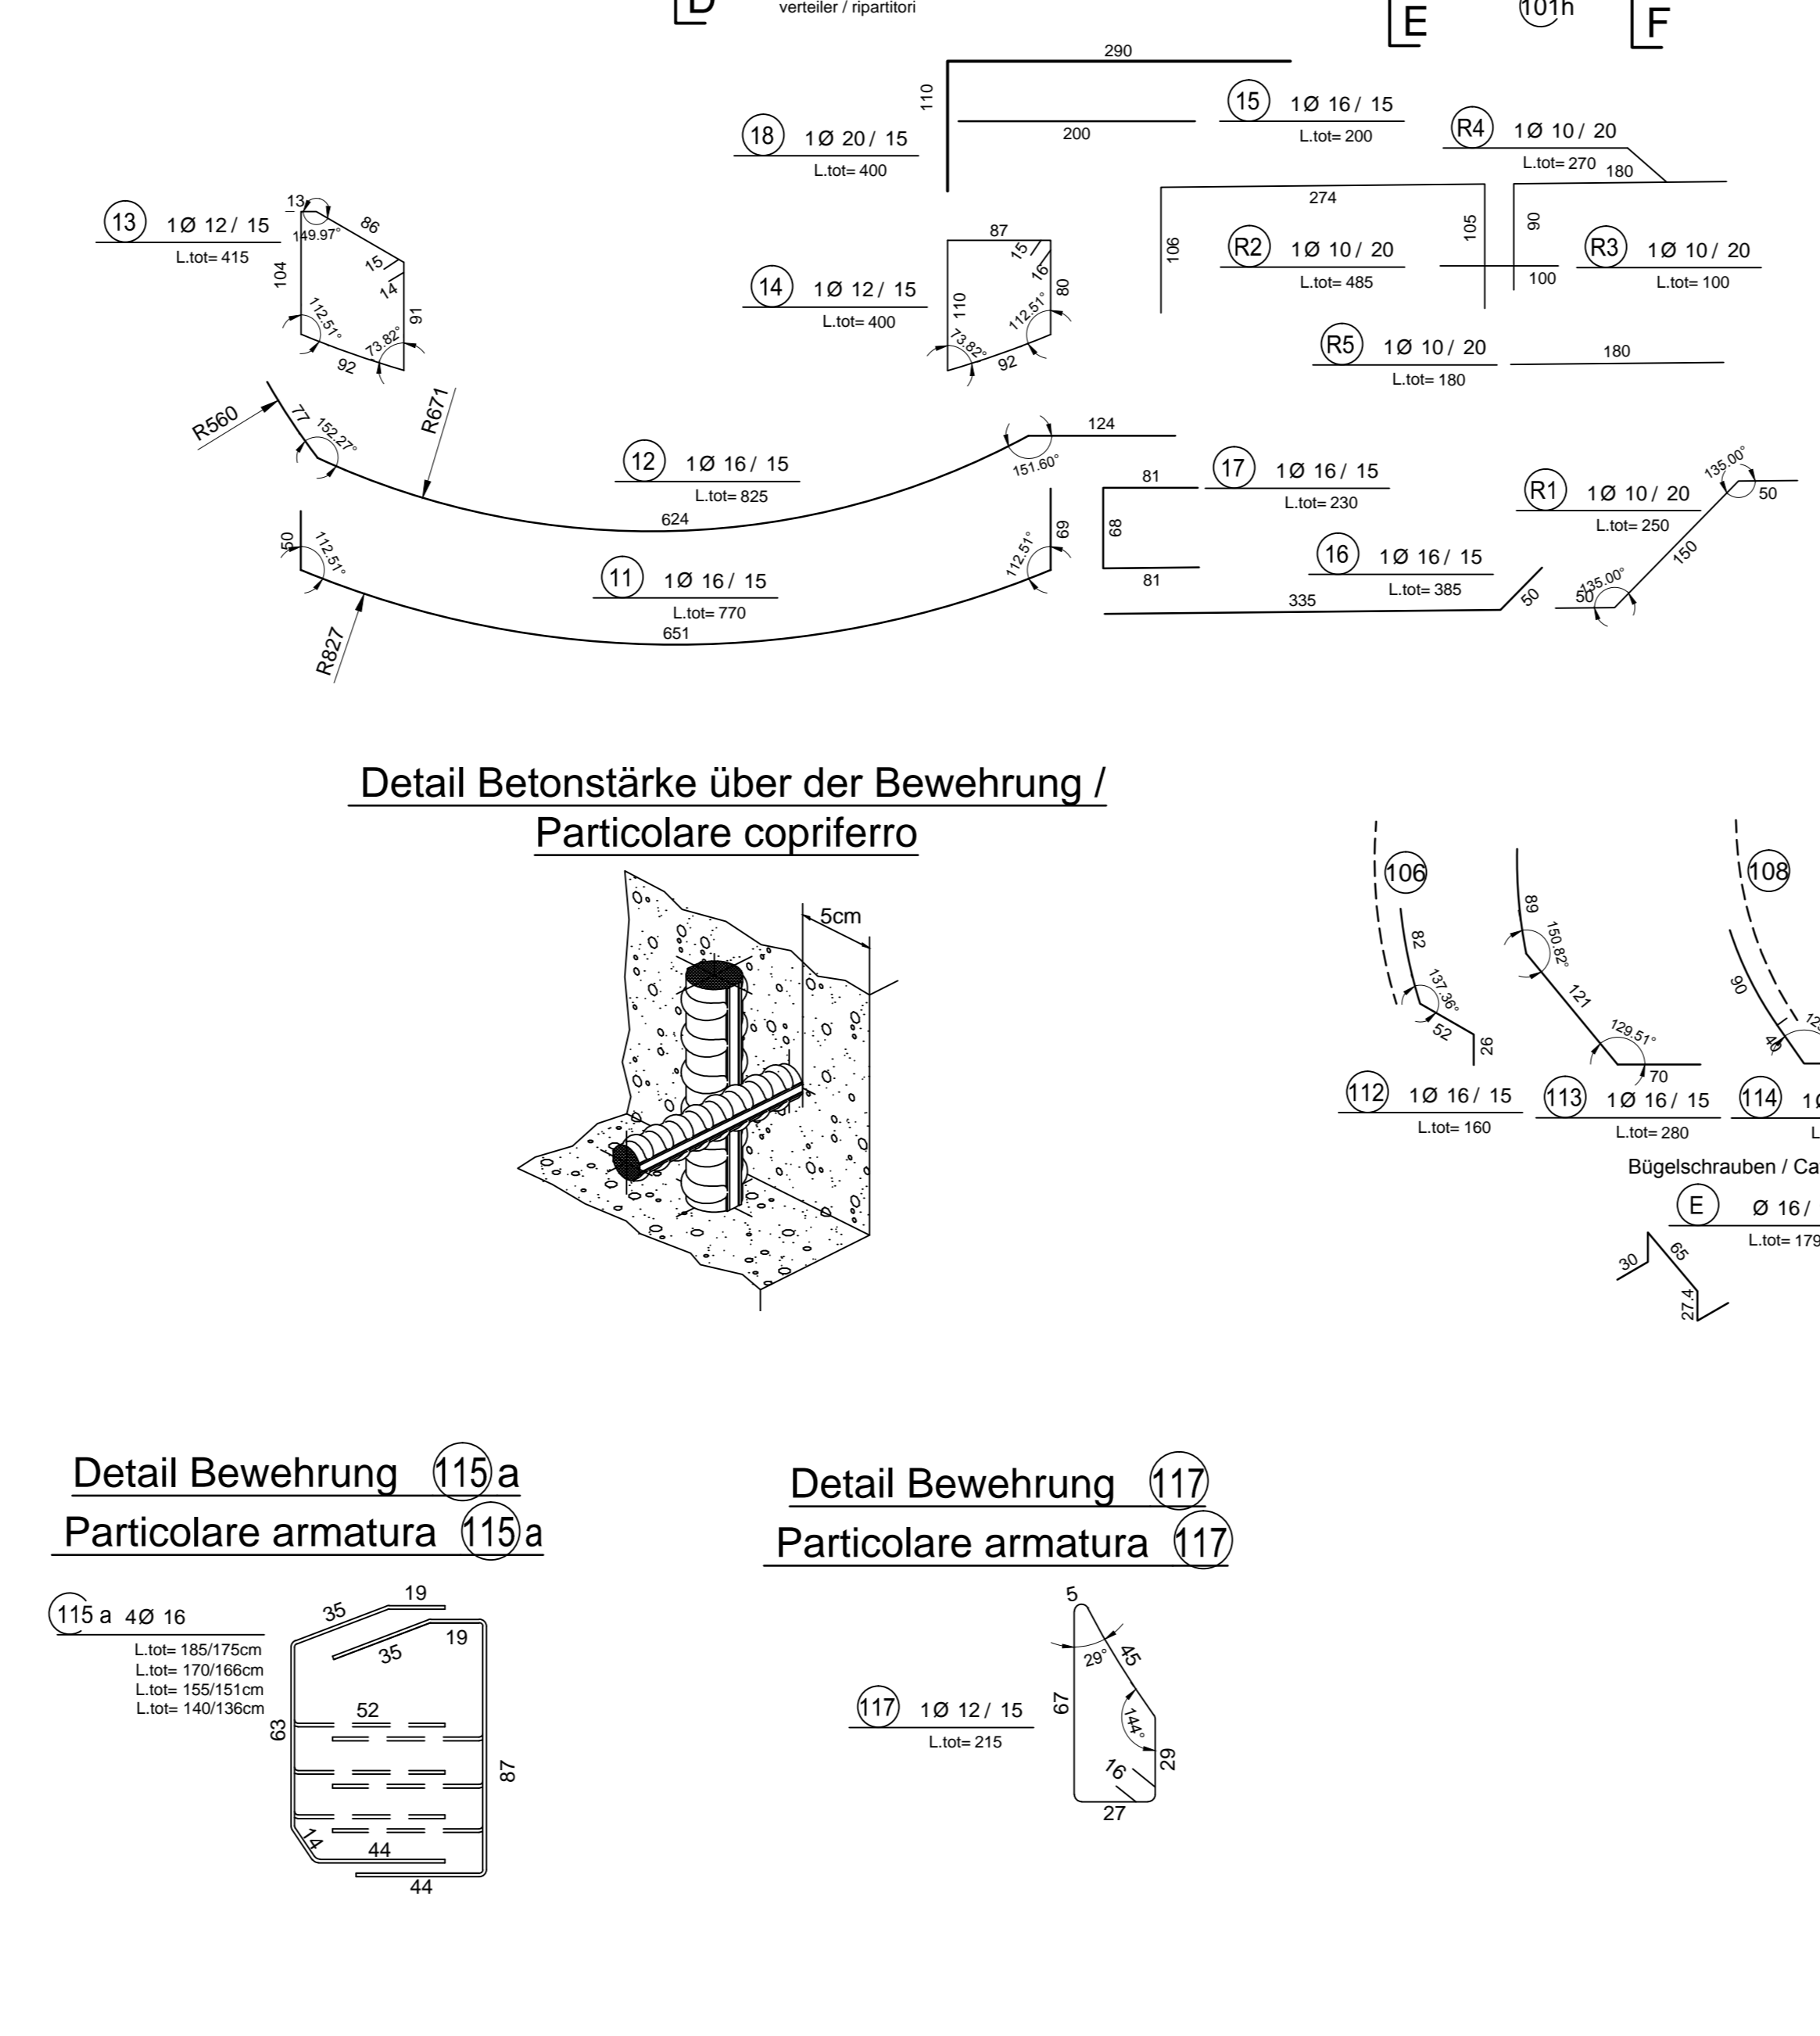 D
verteiler / ripartitori
E
101h
F
290
110
200
18 1Ø 20 / 15
L.tot= 400
15 1Ø 16 / 15
L.tot= 200
R4 1Ø 10 / 20
L.tot= 270
180
13 1Ø 12 / 15
L.tot= 415
13
149.97°
86
104
15
14
91
112.51°
73.82°
92
14 1Ø 12 / 15
L.tot= 400
87
15
16
110
80
73.82°
112.51°
92
274
106
105
R2 1Ø 10 / 20
L.tot= 485
90
100
R3 1Ø 10 / 20
L.tot= 100
R5 1Ø 10 / 20
L.tot= 180
180
R560
77
152.27°
R671
12 1Ø 16 / 15
L.tot= 825
624
124
151.60°
81
17 1Ø 16 / 15
L.tot= 230
68
81
R1 1Ø 10 / 20
L.tot= 250
135.00°
50
150
135.00°
50
50
112.51°
11 1Ø 16 / 15
L.tot= 770
651
R827
112.51°
69
16 1Ø 16 / 15
L.tot= 385
335
50
Detail Betonstärke über der Bewehrung /
Particolare copriferro
5cm
106
82
137.36°
52
26
112 1Ø 16 / 15
L.tot= 160
89
150.82°
121
129.51°
70
113 1Ø 16 / 15
L.tot= 280
108
90
40
114
Bügelschrauben /
E Ø 16 /
L.tot= 179
30
65
27.4
Detail Bewehrung 115 a
Particolare armatura 115 a
115 a 4Ø 16
L.tot= 185/175cm
L.tot= 170/166cm
L.tot= 155/151cm
L.tot= 140/136cm
35
19
35
19
52
63
87
14
44
44
Detail Bewehrung 117
Particolare armatura 117
117 1Ø 12 / 15
L.tot= 215
5
29°
45
67
144°
16
29
27